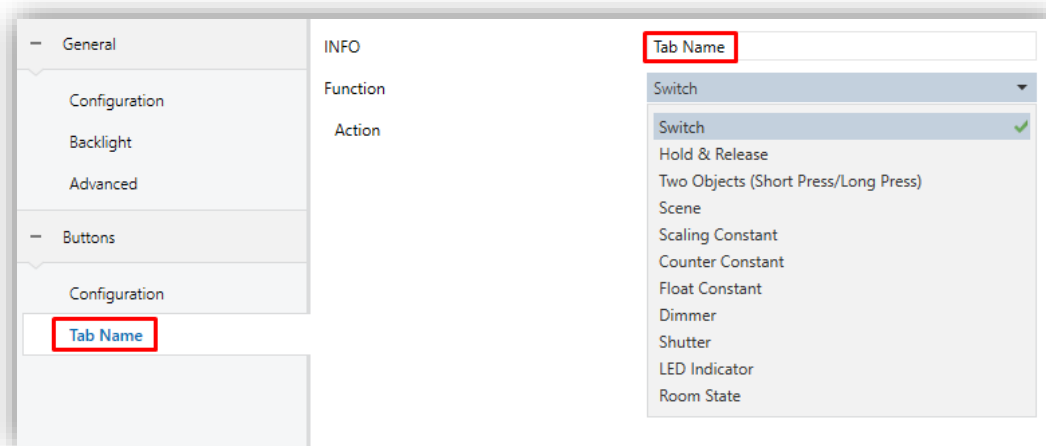 General
Configuration
Backlight
Advanced
Buttons
Configuration
Tab Name
INFO
Tab Name
Function
Switch
Action
Switch
Hold & Release
Two Objects (Short Press/Long Press)
Scene
Scaling Constant
Counter Constant
Float Constant
Dimmer
Shutter
LED Indicator
Room State